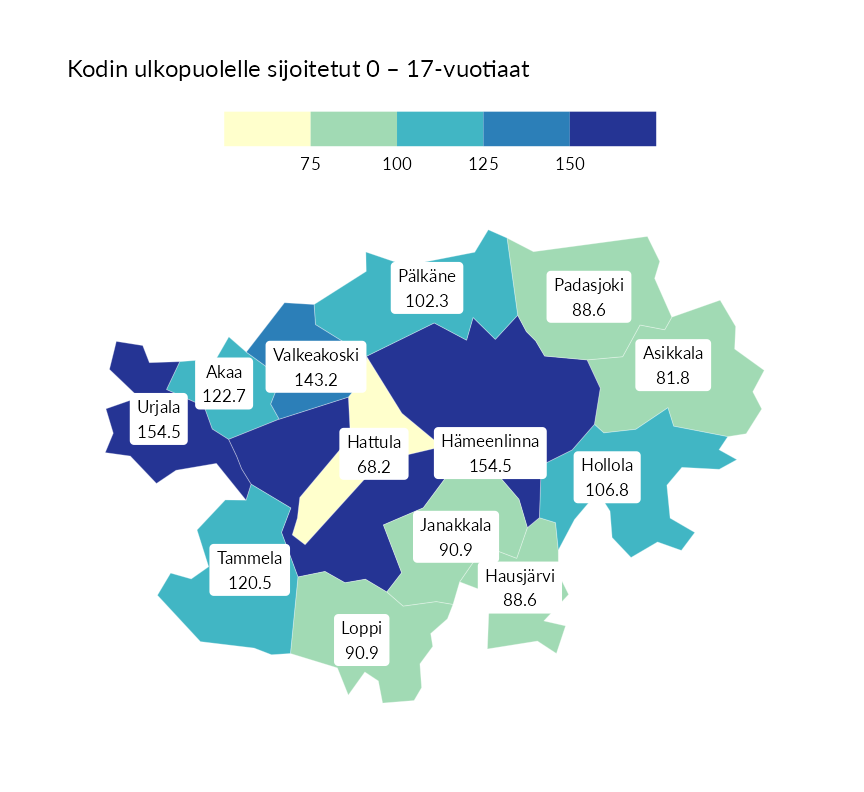 Kodin ulkopuolelle sijoitetut 0 – 17-vuotiaat
75 100 125 150
Pälkäne
102.3
Padasjoki
88.6
Valkeakoski
143.2
Asikkala
81.8
Akaa
122.7
Urjala
154.5
Hattula
68.2
Hämeenlinna
154.5
Hollola
106.8
Janakkala
90.9
Tammela
120.5
Hausjärvi
88.6
Loppi
90.9